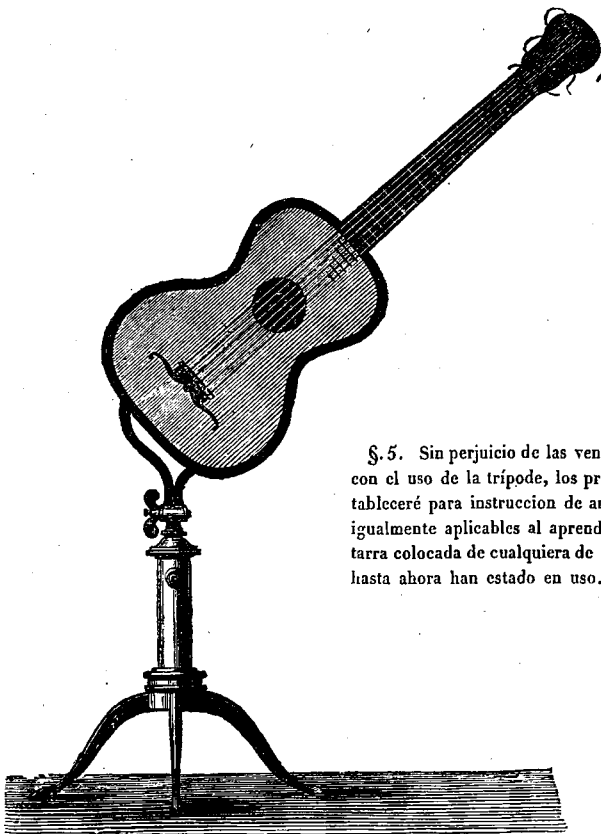 §. 5. Sin perjuicio de las ven
con el uso de la trípode, los pr
tableceré para instruccion de
igualmente aplicables al aprend
tarra colocada de cualquiera de
hasta ahora han estado en uso.